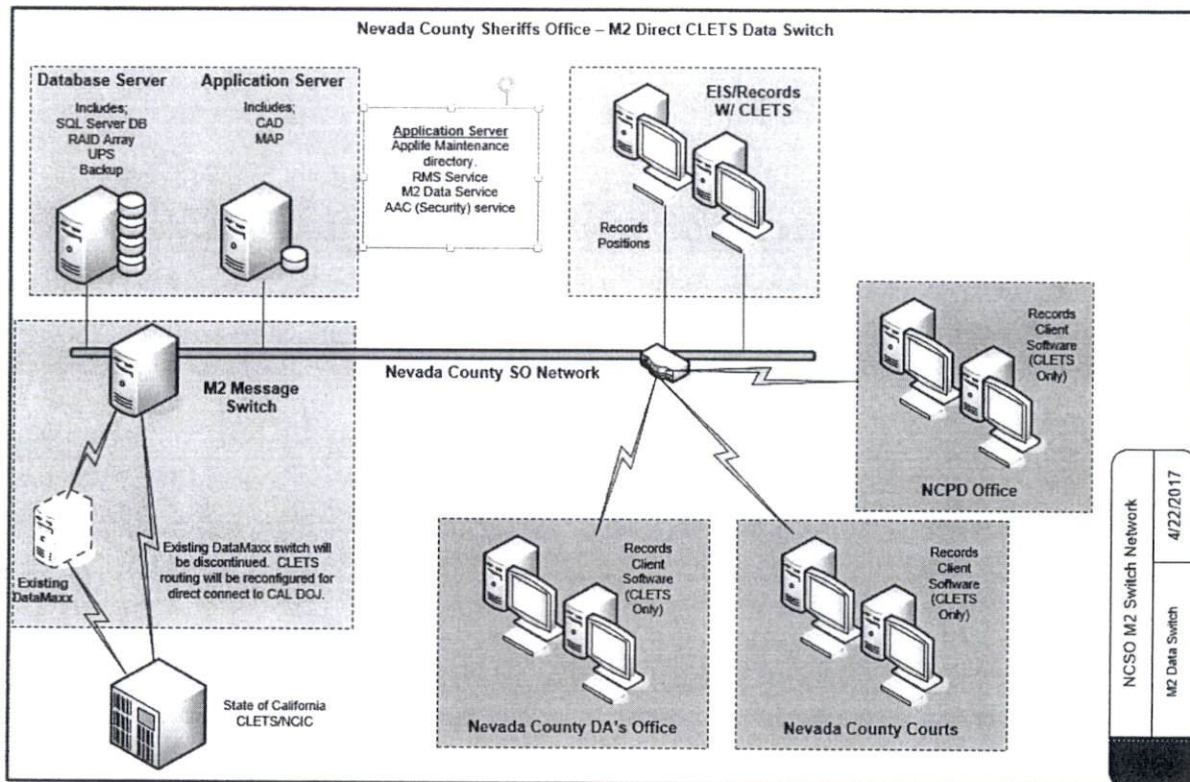 Nevada County Sheriffs Office – M2 Direct CLETS Data Switch
Database Server
Includes;
SQL Server DB
RAID Array
UPS
Backup
Application Server
Includes;
CAD
MAP
Application Server
Applife Maintenance
directory.
RMS Service
M2 Data Service
AAC (Security) service
EIS/Records
W/ CLETS
Records
Positions
Records
Client
Software
(CLETS
Only)
NCPD Office
Nevada County SO Network
M2 Message
Switch
Existing
DataMaxx
Existing DataMaxx switch will
be discontinued. CLETS
routing will be reconfigured for
direct connect to CAL DOJ.
State of California
CLETS/NCIC
Records
Client
Software
(CLETS
Only)
Nevada County DA's Office
Records
Client
Software
(CLETS
Only)
Nevada County Courts
NCSO M2 Switch Network
M2 Data Switch
4/22/2017